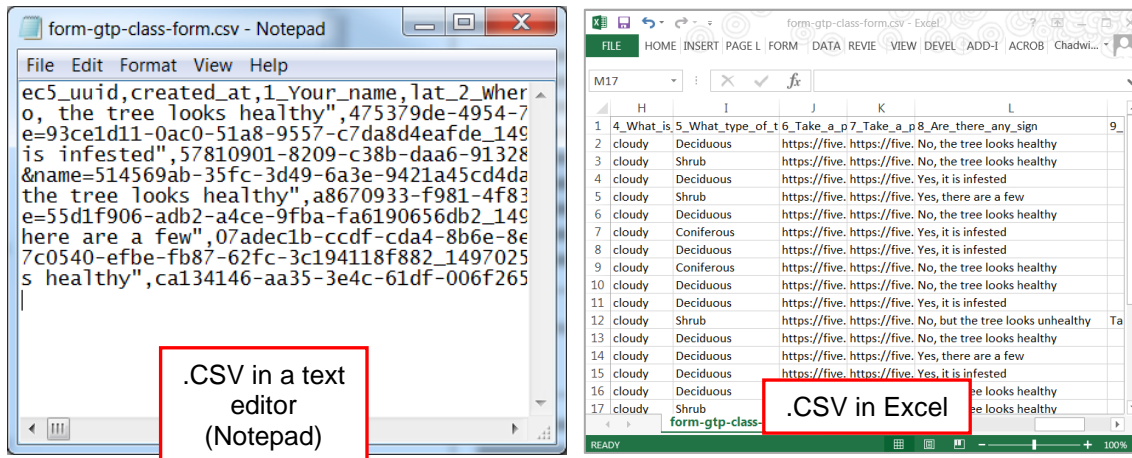 form-gtp-class-form.csv - Notepad
File Edit Format View Help
ec5_uuid,created_at,1_Your_name,lat_2_Wher
o, the tree looks healthy",475379de-4954-7
e=93ce1d11-0ac0-51a8-9557-c7da8d4eafde_149
is infested",57810901-8209-c38b-daa6-91328
&name=514569ab-35fc-3d49-6a3e-9421a45cd4da
the tree looks healthy",a8670933-f981-4f83
e=55d1f906-adb2-a4ce-9fba-fa6190656db2_149
here are a few",07adec1b-ccdf-cda4-8b6e-8e
7c0540-efbe-fb87-62fc-3c194118f882_1497025
s healthy",ca134146-aa35-3e4c-61df-006f265
.CSV in a text
editor
(Notepad)
form-gtp-class-form.csv - Excel
FILE HOME INSERT PAGE L FORM DATA REVIE VIEW DEVEL ADD-I ACROB Chadwi...
M17 fx
H I J K L
1 4_What_is_ 5_What_type_of_t 6_Take_a_p 7_Take_a_p 8_Are_there_any_sign 9_
2 cloudy Deciduous https://five. https://five. No, the tree looks healthy
3 cloudy Shrub https://five. https://five. No, the tree looks healthy
4 cloudy Deciduous https://five. https://five. Yes, it is infested
5 cloudy Shrub https://five. https://five. Yes, there are a few
6 cloudy Deciduous https://five. https://five. No, the tree looks healthy
7 cloudy Coniferous https://five. https://five. Yes, it is infested
8 cloudy Deciduous https://five. https://five. Yes, it is infested
9 cloudy Coniferous https://five. https://five. No, the tree looks healthy
10 cloudy Deciduous https://five. https://five. No, the tree looks healthy
11 cloudy Deciduous https://five. https://five. Yes, it is infested
12 cloudy Shrub https://five. https://five. No, but the tree looks unhealthy Ta
13 cloudy Deciduous https://five. https://five. No, the tree looks healthy
14 cloudy Deciduous https://five. https://five. Yes, there are a few
15 cloudy Deciduous https://five. https://five. Yes, it is infested
16 cloudy Deciduous ee looks healthy
17 cloudy Shrub ee looks healthy
.CSV in Excel
form-gtp-class-
READY 100%